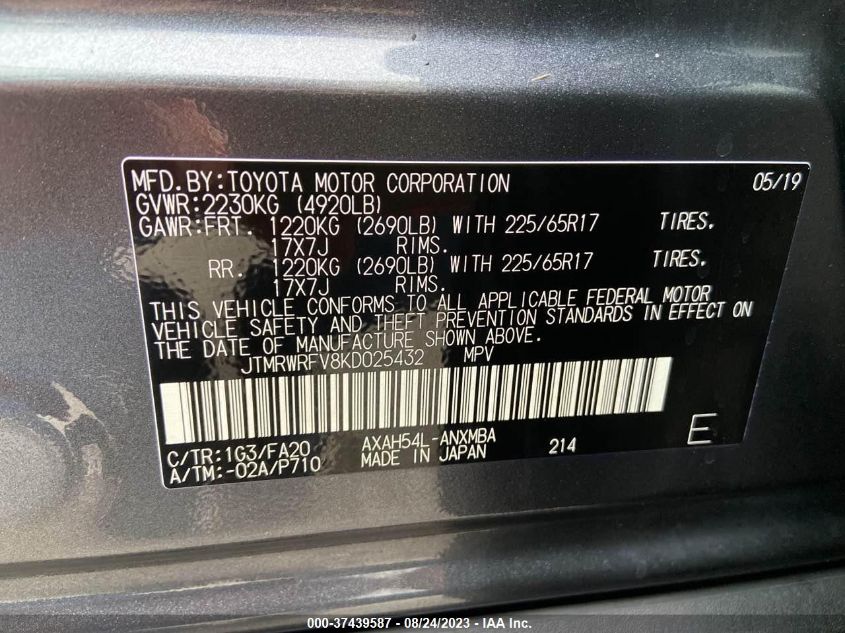 MFD.BY:TOYOTA MOTOR CORPORATION 05/19
GVWR:2230KG (4920LB)
GAWR:FRT. 1220KG (2690LB) WITH 225/65R17 TIRES.
17X7J RIMS.
RR. 1220KG (2690LB) WITH 225/65R17 TIRES.
17X7J RIMS.
THIS VEHICLE CONFORMS TO ALL APPLICABLE FEDERAL MOTOR
VEHICLE SAFETY AND THEFT PREVENTION STANDARDS IN EFFECT ON
THE DATE OF MANUFACTURE SHOWN ABOVE.
JTMRWRFV8KD025432 MPV
C/TR:1G3/FA20 AXAH54L-ANXMBA
A/TM:-02A/P710 MADE IN JAPAN 214 E
000-37439587 - 08/24/2023 - IAA Inc.